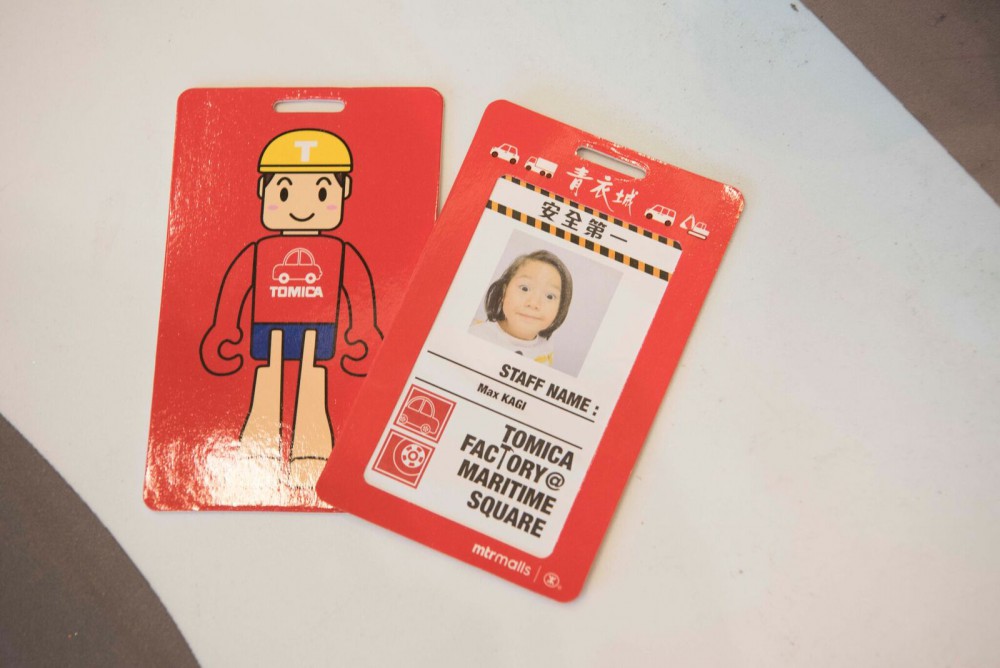 T
TOMICA
青衣城
安全第一
STAFF NAME :
Max KAGI
TOMICA
FACTORY@
MARITIME
SQUARE
mtrmalls